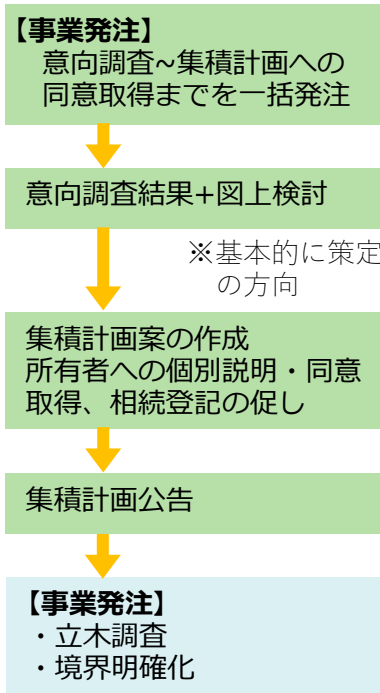 【事業発注】
意向調査~集積計画への
同意取得までを一括発注
意向調査結果+図上検討
※基本的に策定
の方向
集積計画案の作成
所有者への個別説明・同意
取得、相続登記の促し
集積計画公告
【事業発注】
・立木調査
・境界明確化